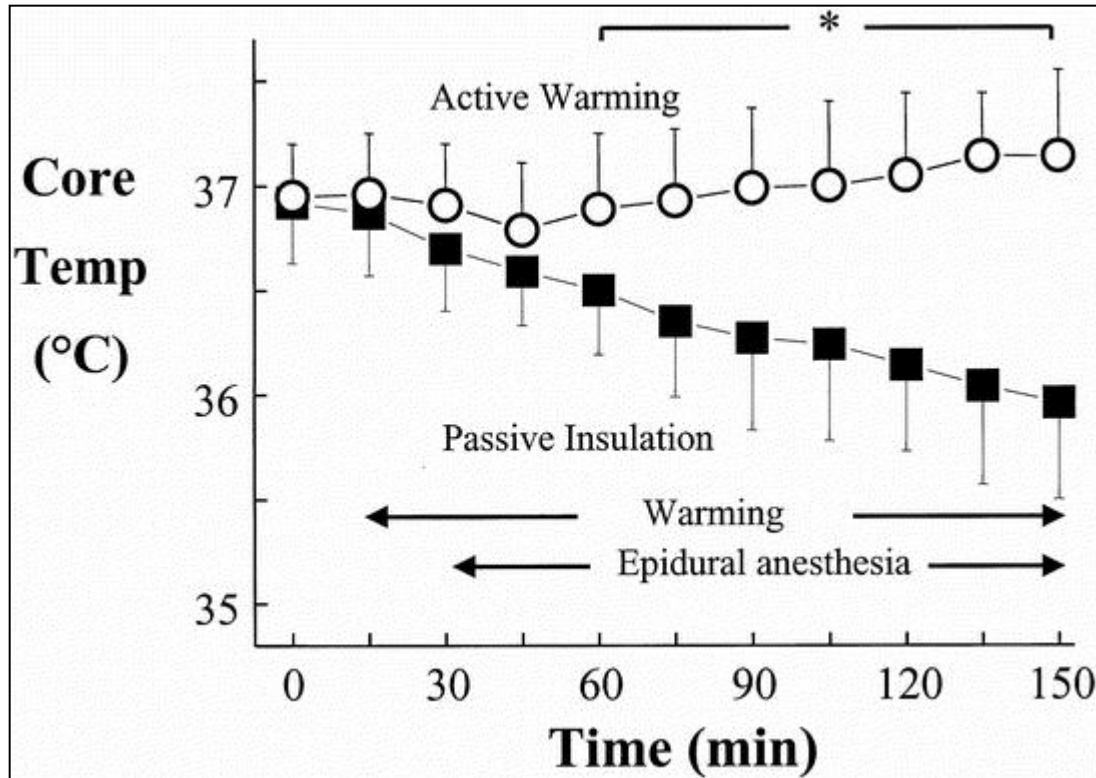 *
Active Warming
Core
Temp
(°C)
37
36
35
Passive Insulation
Warming
Epidural anesthesia
0 30 60 90 120 150
Time (min)